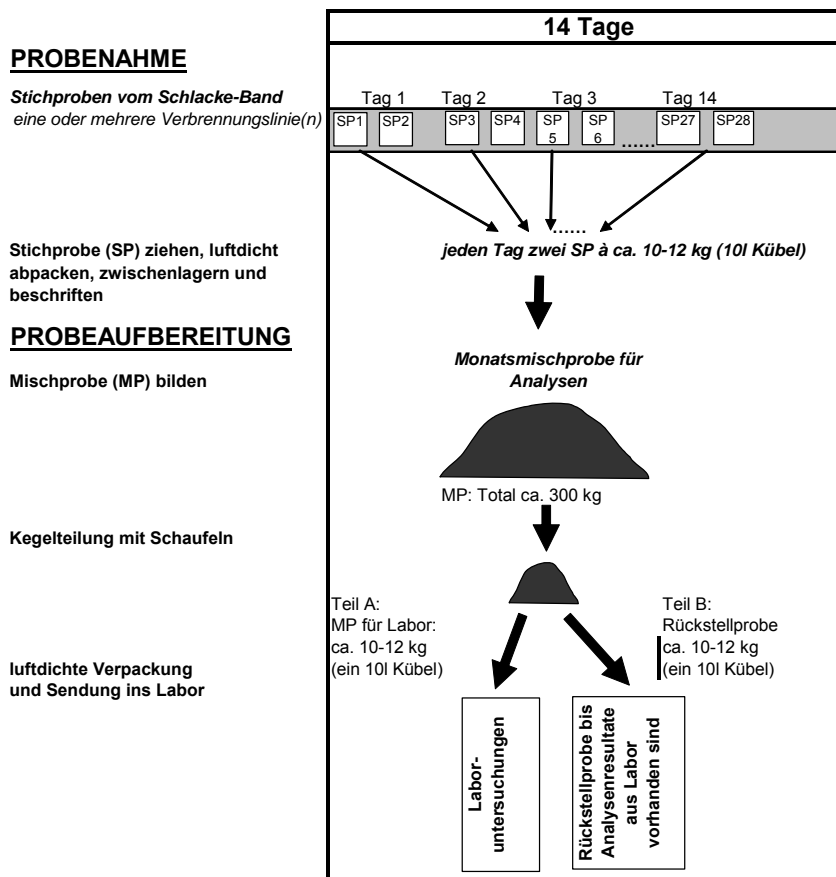 14 Tage
PROBENAHME
Stichproben vom Schlacke-Band
eine oder mehrere Verbrennungslinie(n)
Tag 1
Tag 2
Tag 3
Tag 14
SP1
SP2
SP3
SP4
SP
5
SP
6
......
SP27
SP28
......
Stichprobe (SP) ziehen, luftdicht
abpacken, zwischenlagern und
beschriften
jeden Tag zwei SP à ca. 10-12 kg (10l Kübel)
PROBEAUFBEREITUNG
Mischprobe (MP) bilden
Monatsmischprobe für
Analysen
MP: Total ca. 300 kg
Kegelteilung mit Schaufeln
Teil A:
MP für Labor:
ca. 10-12 kg
(ein 10l Kübel)
Teil B:
Rückstellprobe
ca. 10-12 kg
(ein 10l Kübel)
luftdichte Verpackung
und Sendung ins Labor
Labor-
untersuchungen
Rückstellprobe bis
Analysenresultate
aus Labor
vorhanden sind